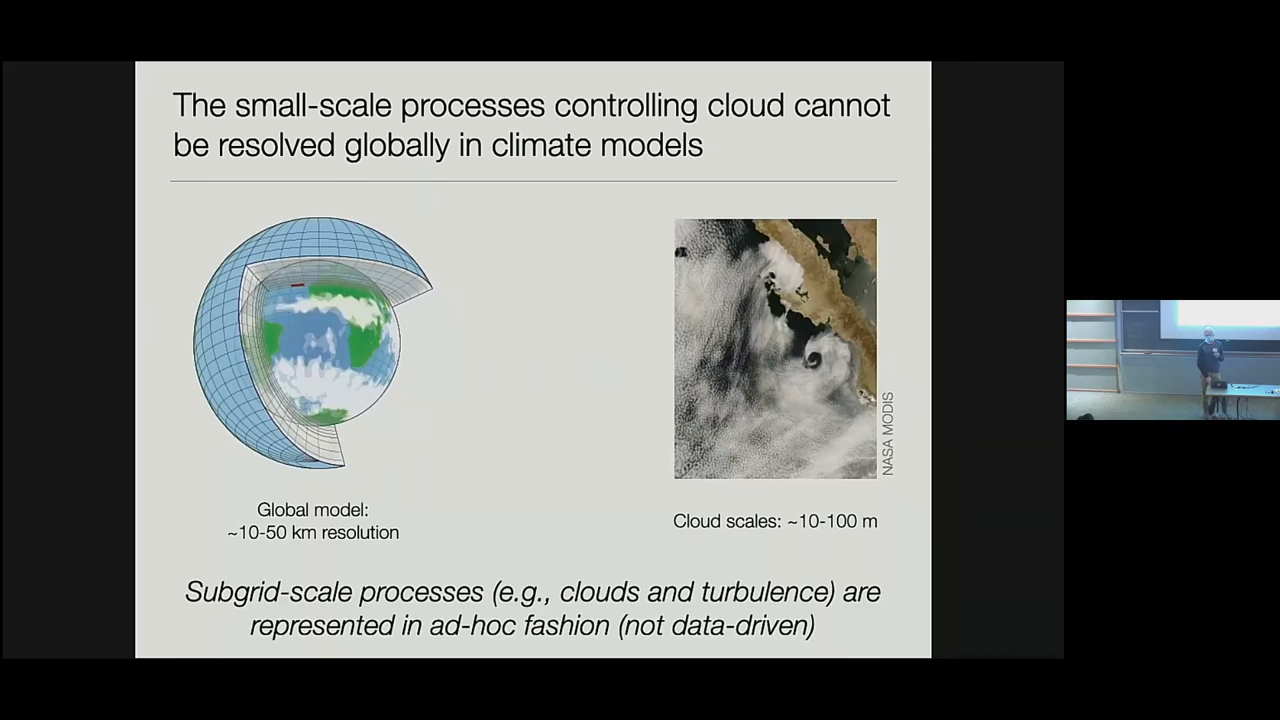 The small-scale processes controlling cloud cannot
be resolved globally in climate models
NASA MODIS
Global model:
~10-50 km resolution
Cloud scales: ~10-100 m
Subgrid-scale processes (e.g., clouds and turbulence) are
represented in ad-hoc fashion (not data-driven)